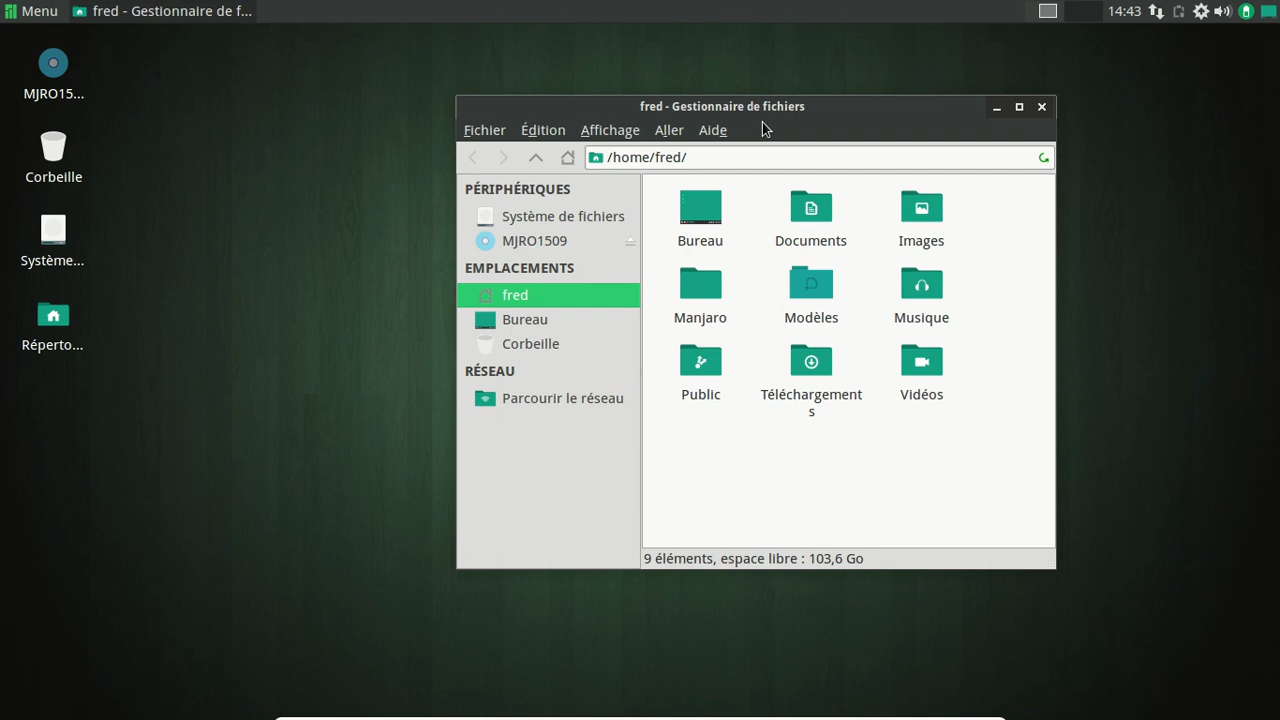 Menu
fred - Gestionnaire de f...
14:43
MJRO15...
Corbeille
Système...
Réperto...
fred - Gestionnaire de fichiers
Fichier Édition Affichage Aller Aide
/home/fred/
PÉRIPHÉRIQUES
Système de fichiers
MJRO1509
EMPLACEMENTS
fred
Bureau
Corbeille
RÉSEAU
Parcourir le réseau
Bureau Documents Images
Manjaro Modèles Musique
Public Téléchargement Vidéos
s
9 éléments, espace libre : 103,6 Go